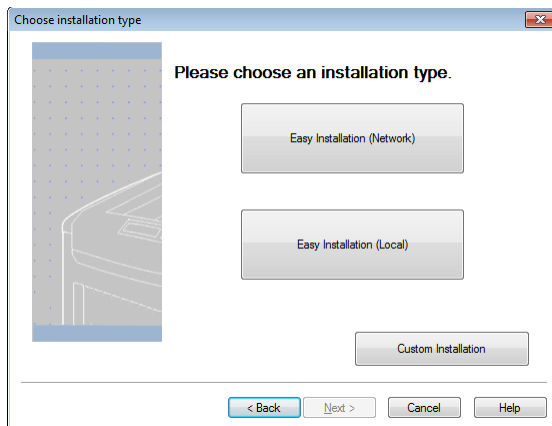 Choose installation type
Please choose an installation type.
Easy Installation (Network)
Easy Installation (Local)
Custom Installation
< Back
Next >
Cancel
Help